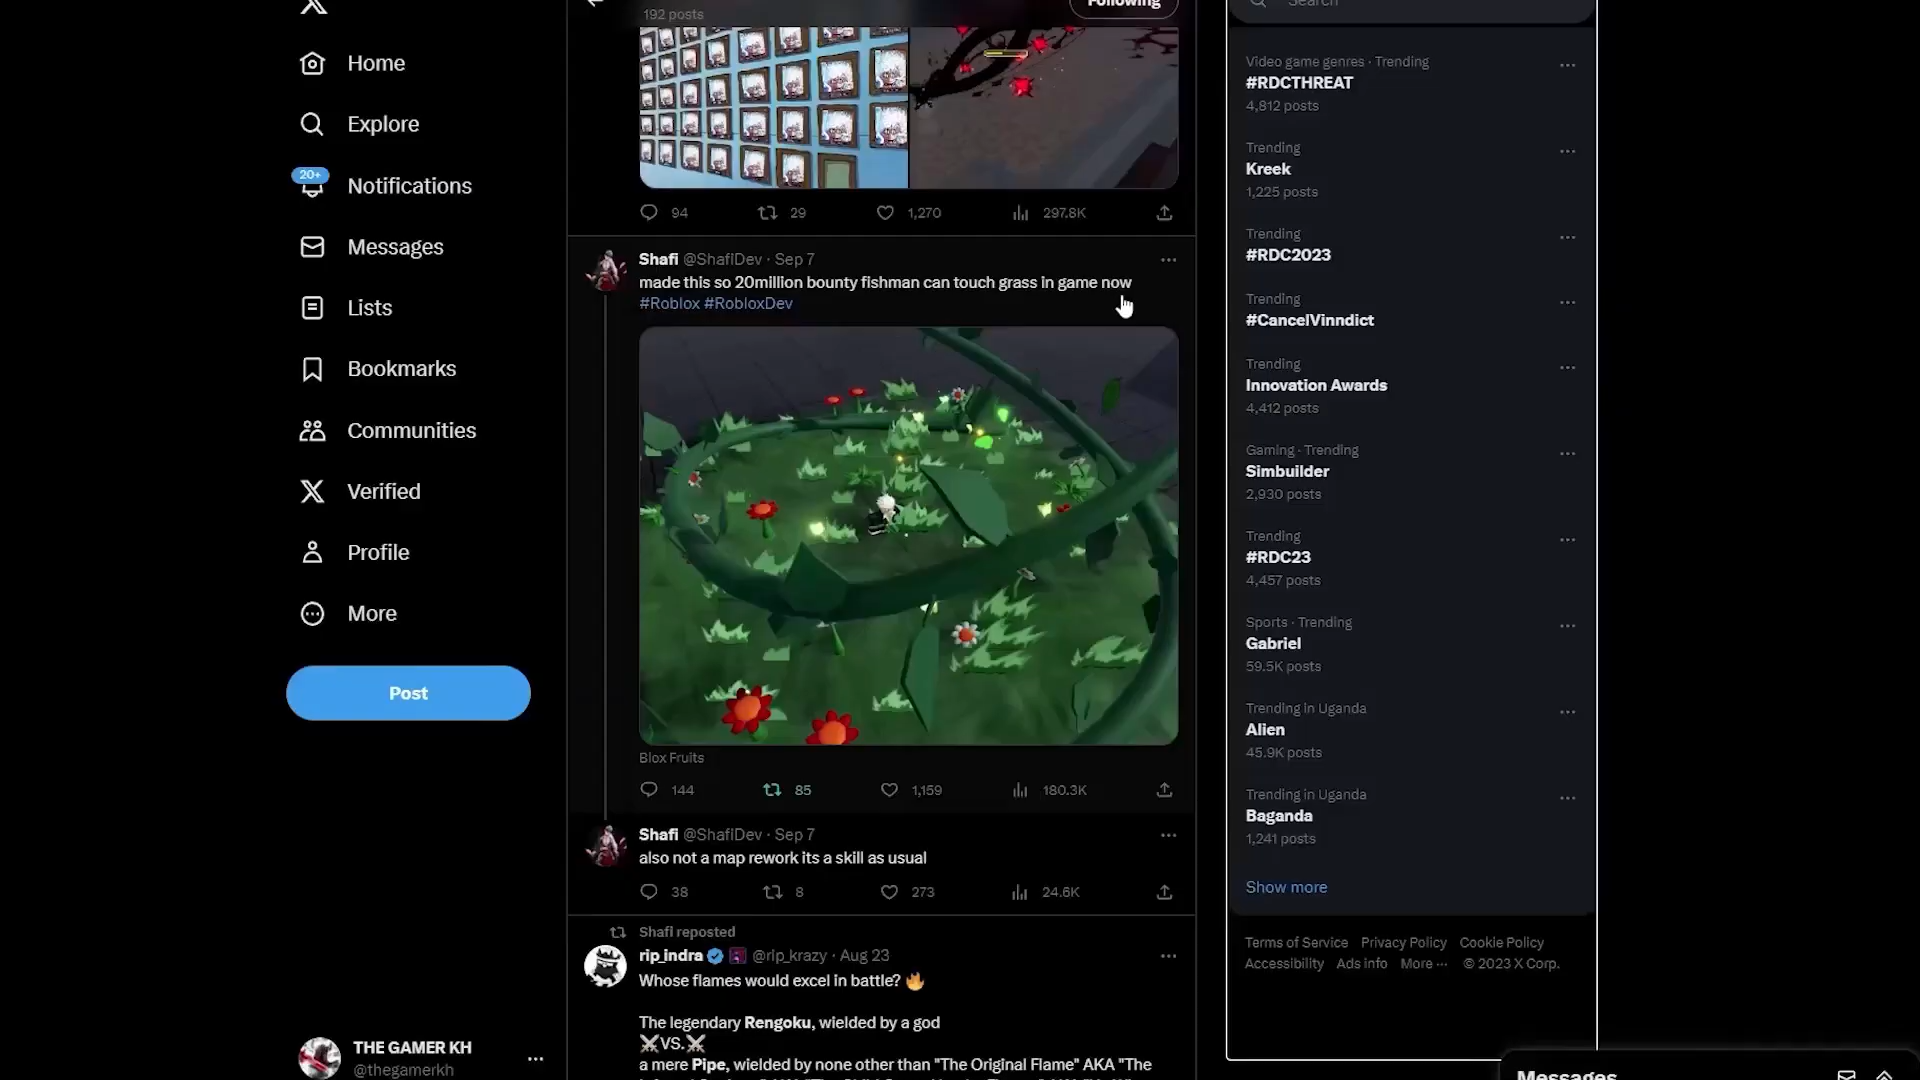 Home
Explore
20+
Notifications
Messages
Lists
Bookmarks
Communities
Verified
Profile
More
Post
THE GAMER KH
@thegamerkh
192 posts
Following
94 29 1,270 297.8K
Shafi @ShafiDev · Sep 7
made this so 20million bounty fishman can touch grass in game now
#Roblox #RobloxDev
Blox Fruits
144 85 1,159 180.3K
Shafi @ShafiDev · Sep 7
also not a map rework its a skill as usual
38 8 273 24.6K
Shafi reposted
rip_indra @rip_krazy · Aug 23
Whose flames would excel in battle? 🔥
The legendary Rengoku, wielded by a god
⚔VS.⚔
a mere Pipe, wielded by none other than "The Original Flame" AKA "The
Search
Video game genres · Trending
#RDCTHREAT
4,812 posts
Trending
Kreek
1,225 posts
Trending
#RDC2023
Trending
#CancelVinndict
Trending
Innovation Awards
4,412 posts
Gaming · Trending
Simbuilder
2,930 posts
Trending
#RDC23
4,457 posts
Sports · Trending
Gabriel
59.5K posts
Trending in Uganda
Alien
45.9K posts
Trending in Uganda
Baganda
1,241 posts
Show more
Terms of Service Privacy Policy Cookie Policy
Accessibility Ads info More ··· © 2023 X Corp.
Messages